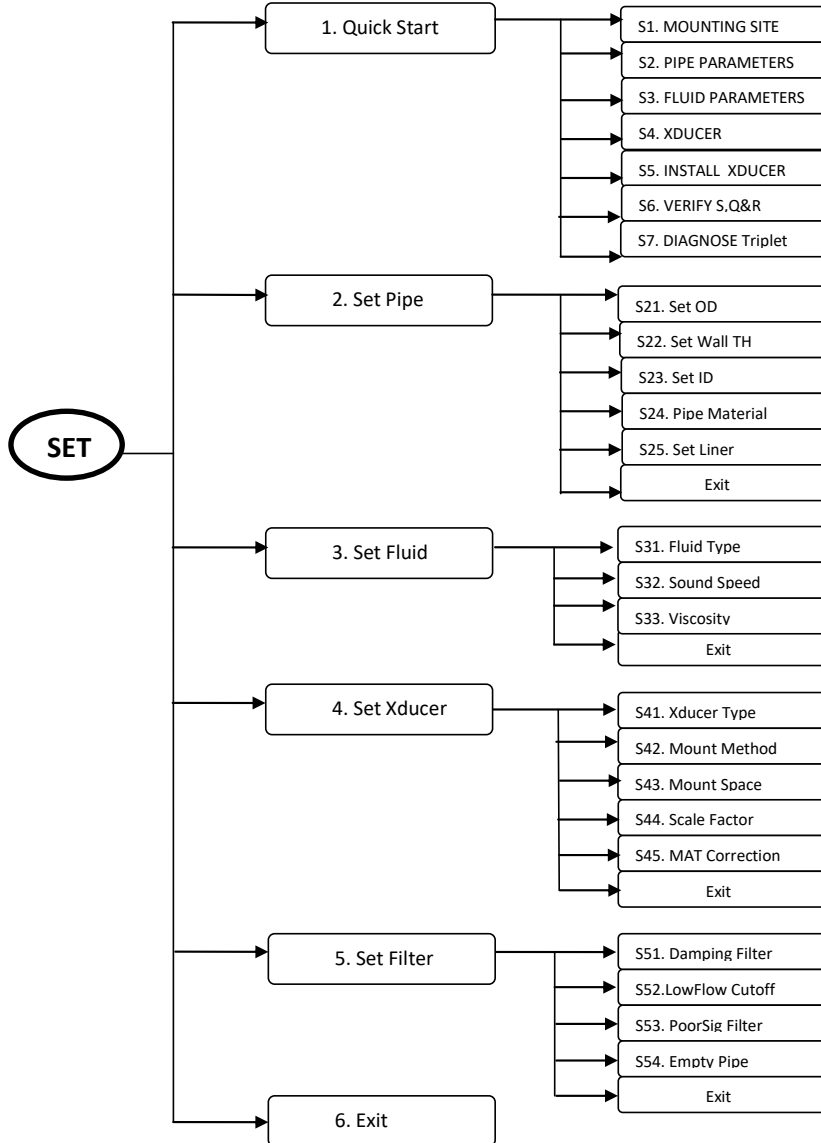 SET
1. Quick Start
S1. MOUNTING SITE
S2. PIPE PARAMETERS
S3. FLUID PARAMETERS
S4. XDUCER
S5. INSTALL XDUCER
S6. VERIFY S,Q&R
S7. DIAGNOSE Triplet
2. Set Pipe
S21. Set OD
S22. Set Wall TH
S23. Set ID
S24. Pipe Material
S25. Set Liner
Exit
3. Set Fluid
S31. Fluid Type
S32. Sound Speed
S33. Viscosity
Exit
4. Set Xducer
S41. Xducer Type
S42. Mount Method
S43. Mount Space
S44. Scale Factor
S45. MAT Correction
Exit
5. Set Filter
S51. Damping Filter
S52.LowFlow Cutoff
S53. PoorSig Filter
S54. Empty Pipe
Exit
6. Exit